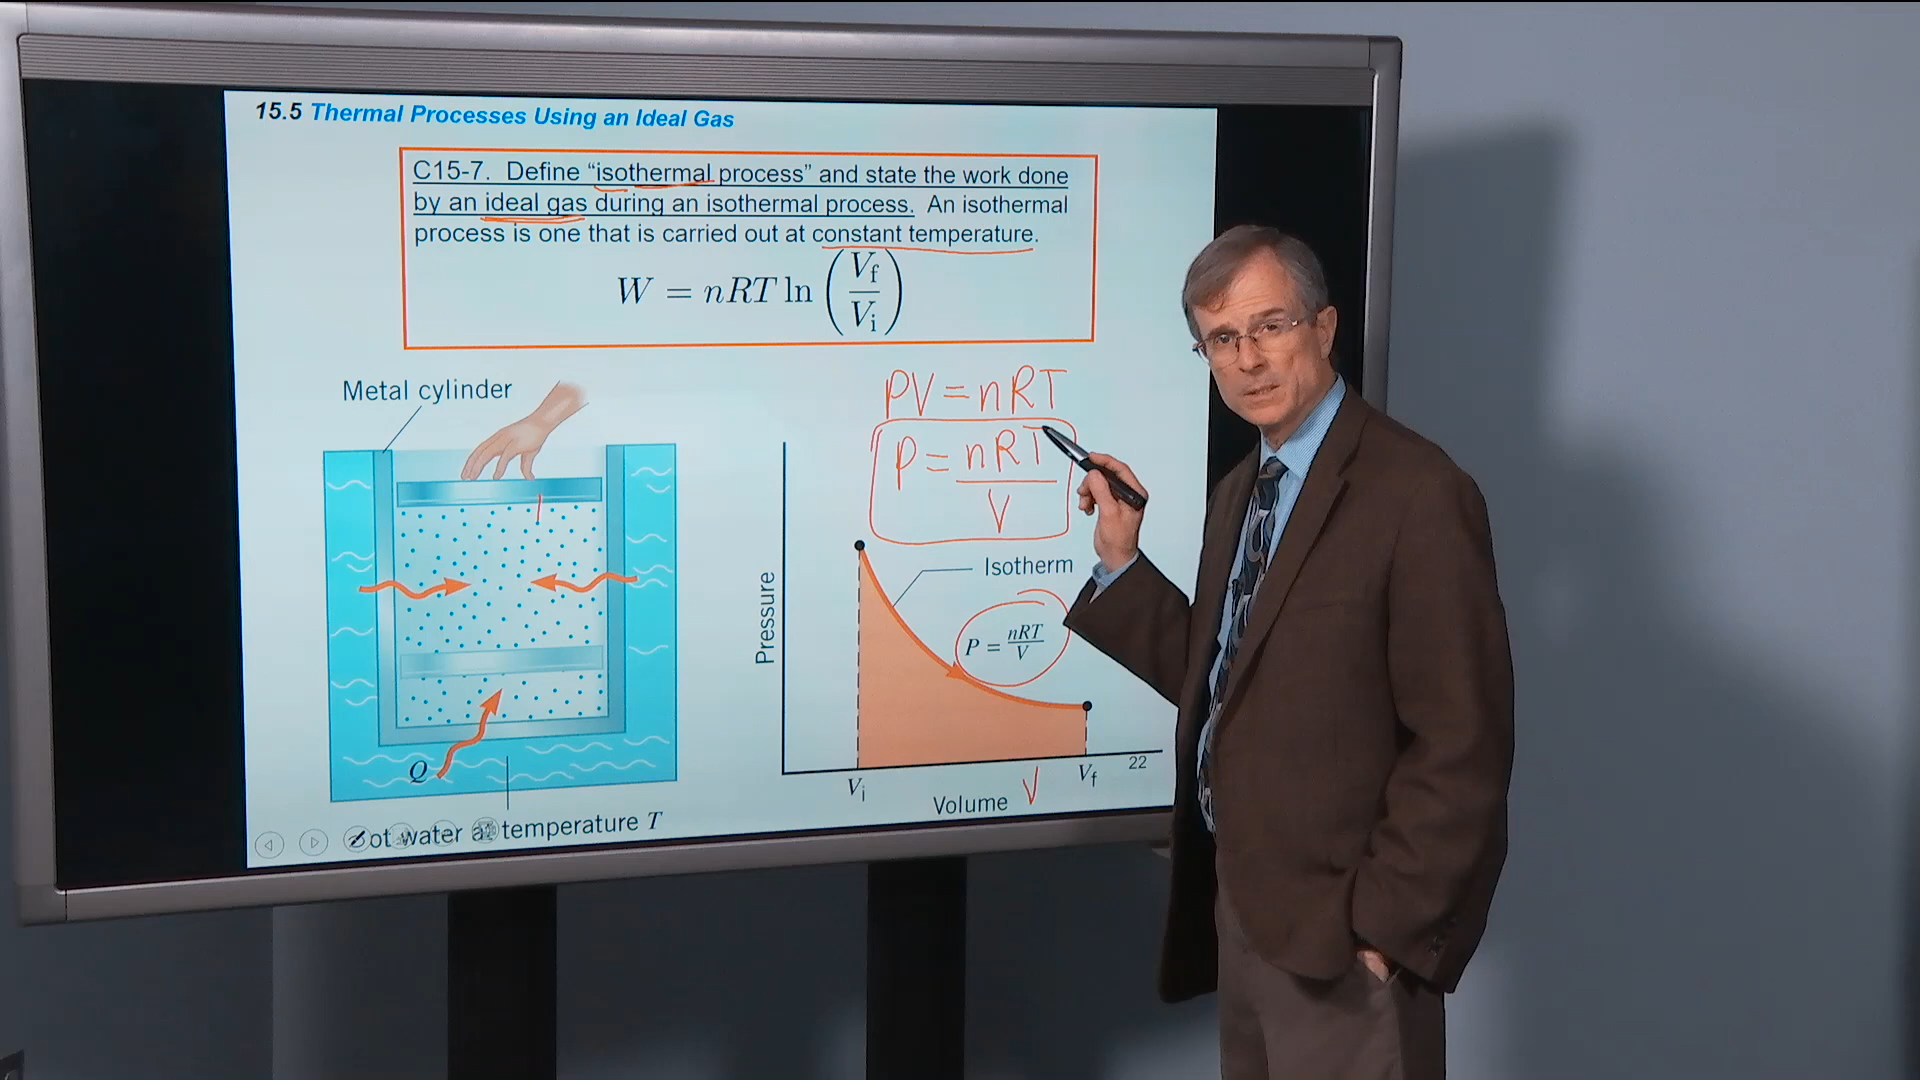 15.5 Thermal Processes Using an Ideal Gas
C15-7. Define “isothermal process” and state the work done
by an ideal gas during an isothermal process. An isothermal
process is one that is carried out at constant temperature.
W = nRT ln (Vf/Vi)
Metal cylinder
Q
ot water at temperature T
PV = nRT
P = nRT/V
Isotherm
P = nRT/V
Pressure
Vi
Vf
Volume V
22